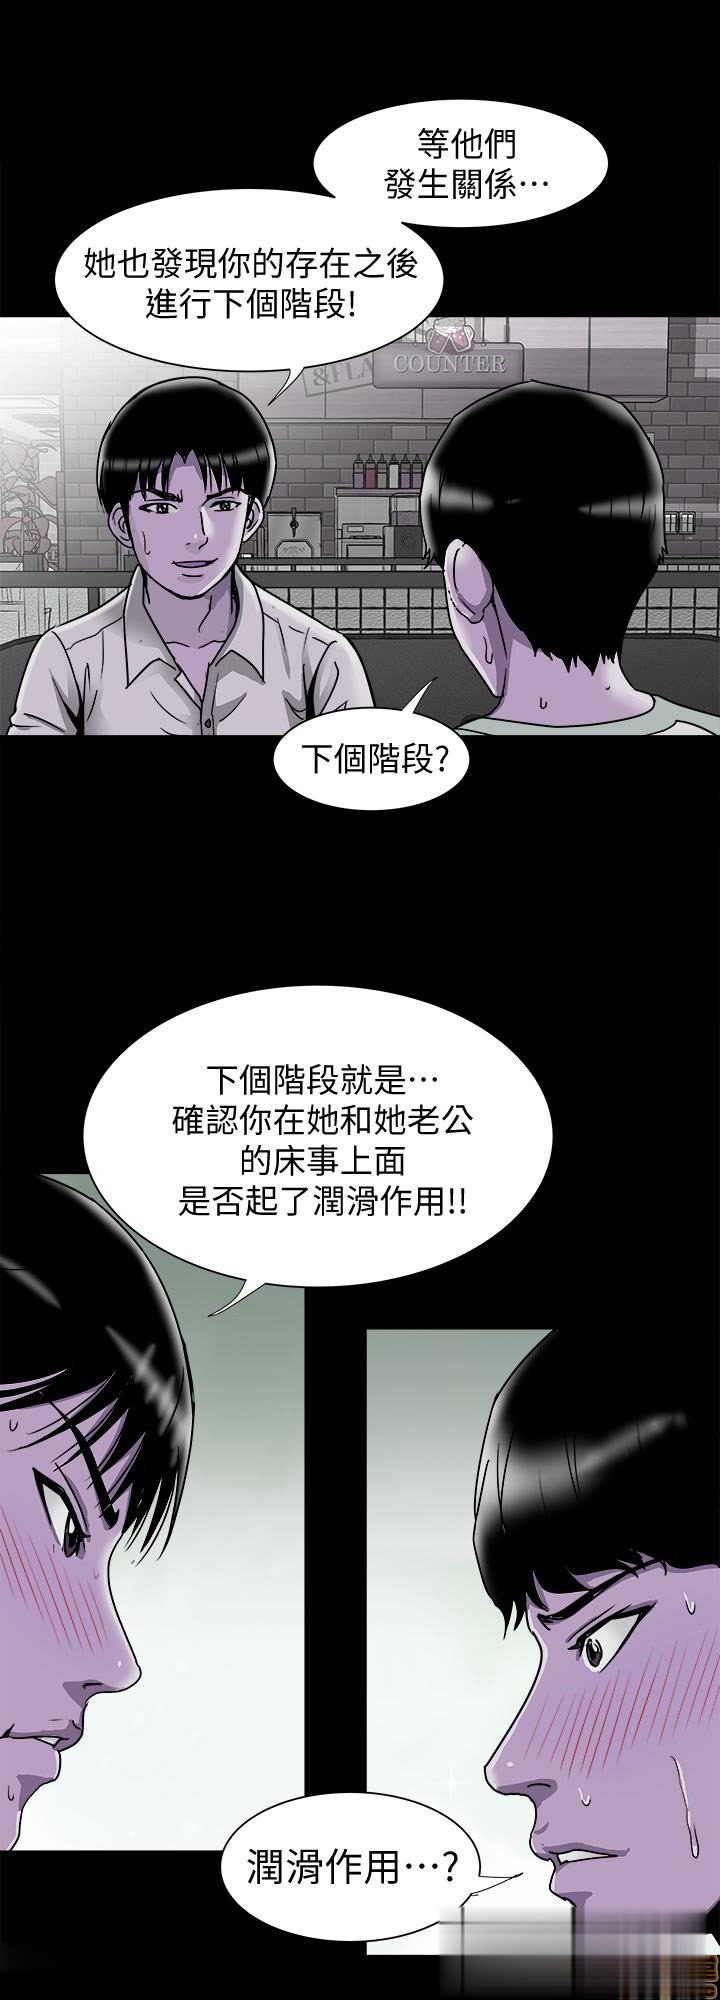 等他們
發生關係⋯
她也發現你的存在之後
進行下個階段!
&FLA
COUNTER
下個階段?
下個階段就是⋯
確認你在她和她老公
的床事上面
是否起了潤滑作用!!
潤滑作用⋯?